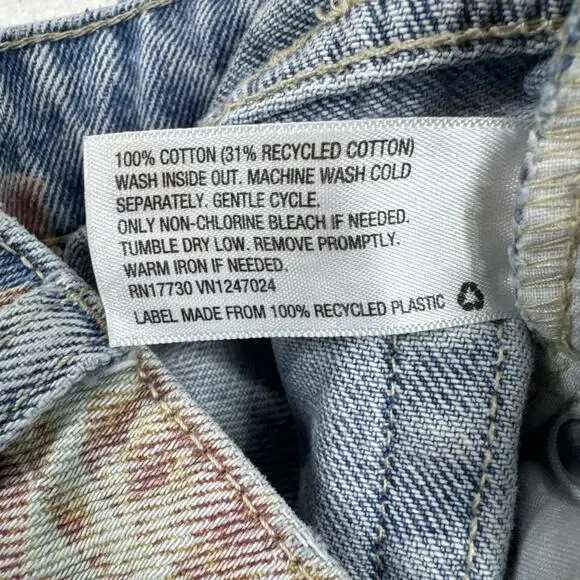 100% COTTON (31% RECYCLED COTTON)
WASH INSIDE OUT. MACHINE WASH COLD
SEPARATELY. GENTLE CYCLE.
ONLY NON-CHLORINE BLEACH IF NEEDED.
TUMBLE DRY LOW. REMOVE PROMPTLY.
WARM IRON IF NEEDED.
RN17730 VN1247024
LABEL MADE FROM 100% RECYCLED PLASTIC